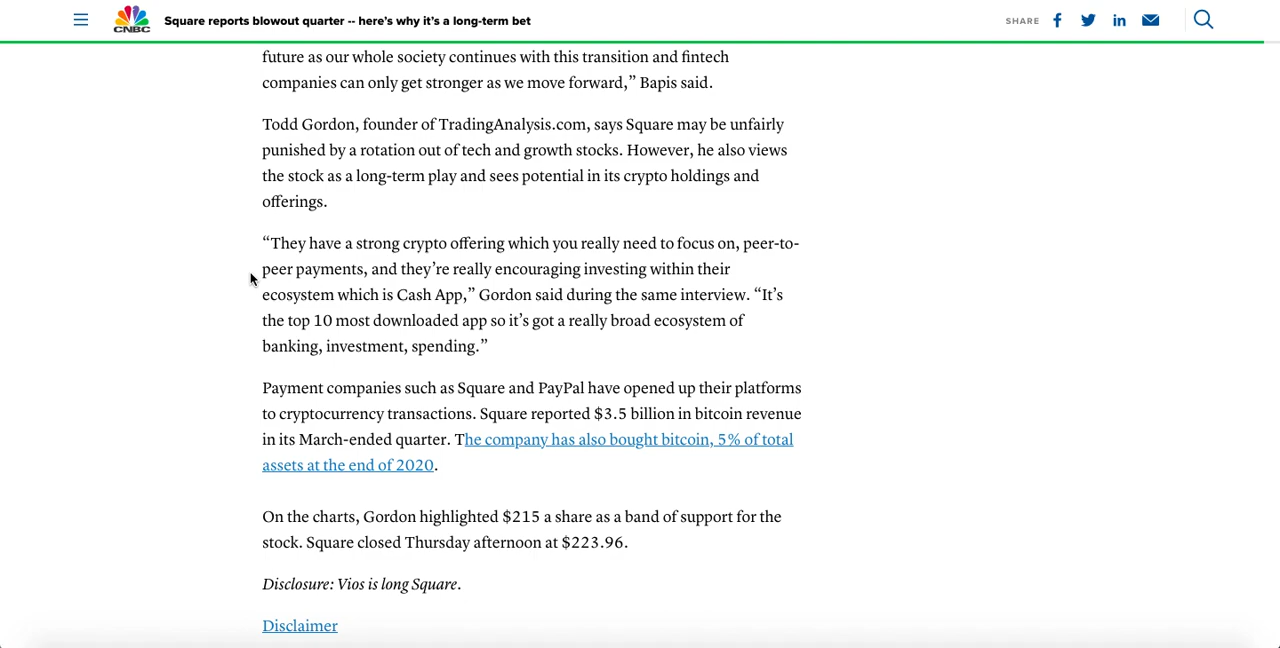 CNBC
Square reports blowout quarter -- here’s why it’s a long-term bet
SHARE
future as our whole society continues with this transition and fintech
companies can only get stronger as we move forward,” Bapis said.
Todd Gordon, founder of TradingAnalysis.com, says Square may be unfairly
punished by a rotation out of tech and growth stocks. However, he also views
the stock as a long-term play and sees potential in its crypto holdings and
offerings.
“They have a strong crypto offering which you really need to focus on, peer-to-
peer payments, and they’re really encouraging investing within their
ecosystem which is Cash App,” Gordon said during the same interview. “It’s
the top 10 most downloaded app so it’s got a really broad ecosystem of
banking, investment, spending.”
Payment companies such as Square and PayPal have opened up their platforms
to cryptocurrency transactions. Square reported $3.5 billion in bitcoin revenue
in its March-ended quarter. The company has also bought bitcoin, 5% of total
assets at the end of 2020.
On the charts, Gordon highlighted $215 a share as a band of support for the
stock. Square closed Thursday afternoon at $223.96.
Disclosure: Vios is long Square.
Disclaimer